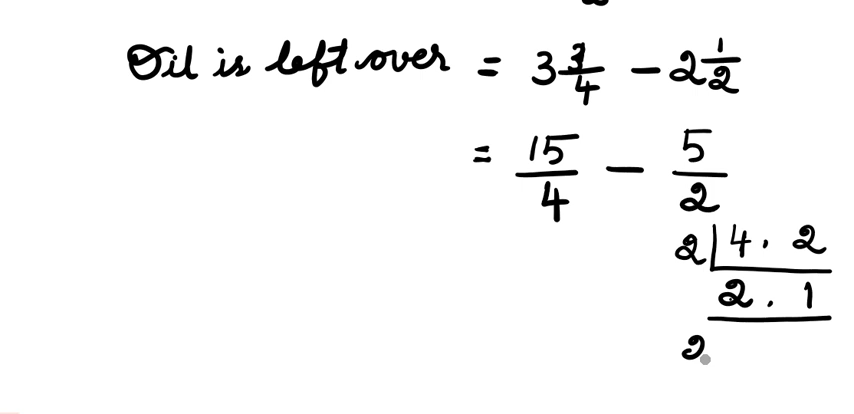 Oil is left over = 3 3/4 - 2 1/2
= 15/4 - 5/2
2 | 4 . 2
2 . 1
2